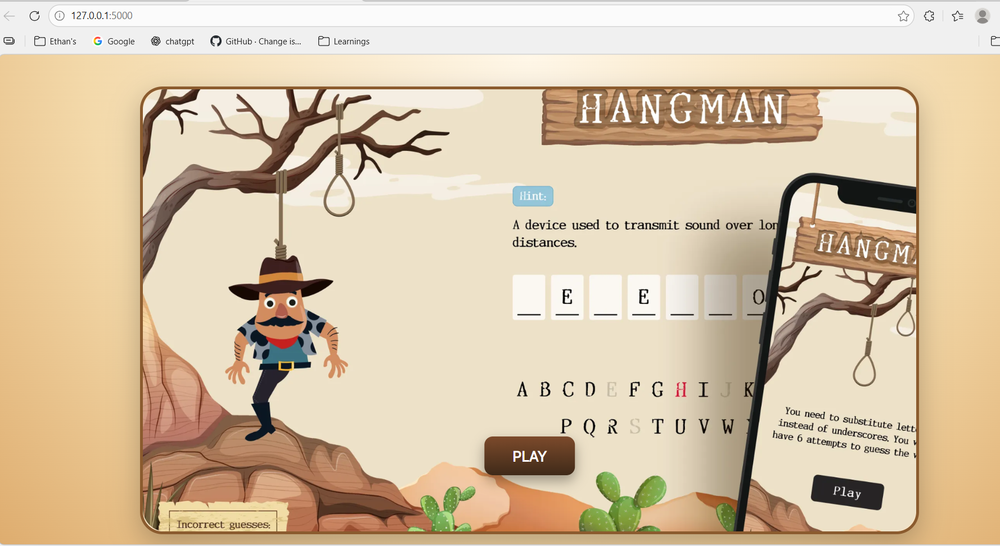 127.0.0.1:5000
Ethan's
Google
chatgpt
GitHub · Change is...
Learnings
HANGMAN
Hint:
A device used to transmit sound over lon
distances.
E E O
A B C D E F G H I J K
P Q R S T U V W
PLAY
Incorrect guesses:
HANGM
You need to substitute lett
instead of underscores. You
have 6 attempts to guess the
Play